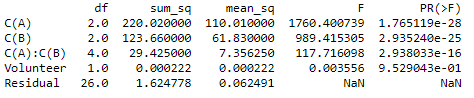 df sum_sq mean_sq F PR(>F)
C(A) 2.0 220.020000 110.010000 1760.400739 1.765119e-28
C(B) 2.0 123.660000 61.830000 989.415305 2.935240e-25
C(A):C(B) 4.0 29.425000 7.356250 117.716098 2.938033e-16
Volunteer 1.0 0.000222 0.000222 0.003556 9.529043e-01
Residual 26.0 1.624778 0.062491 NaN NaN